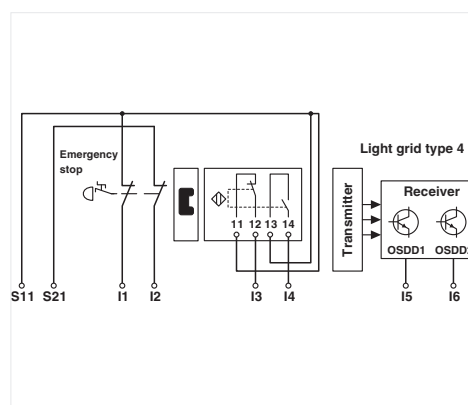 Emergency
stop
Light grid type 4
Transmitter
Receiver
11 12 13 14
OSDD1
S11 S21 I1 I2 I3 I4 I5 I6